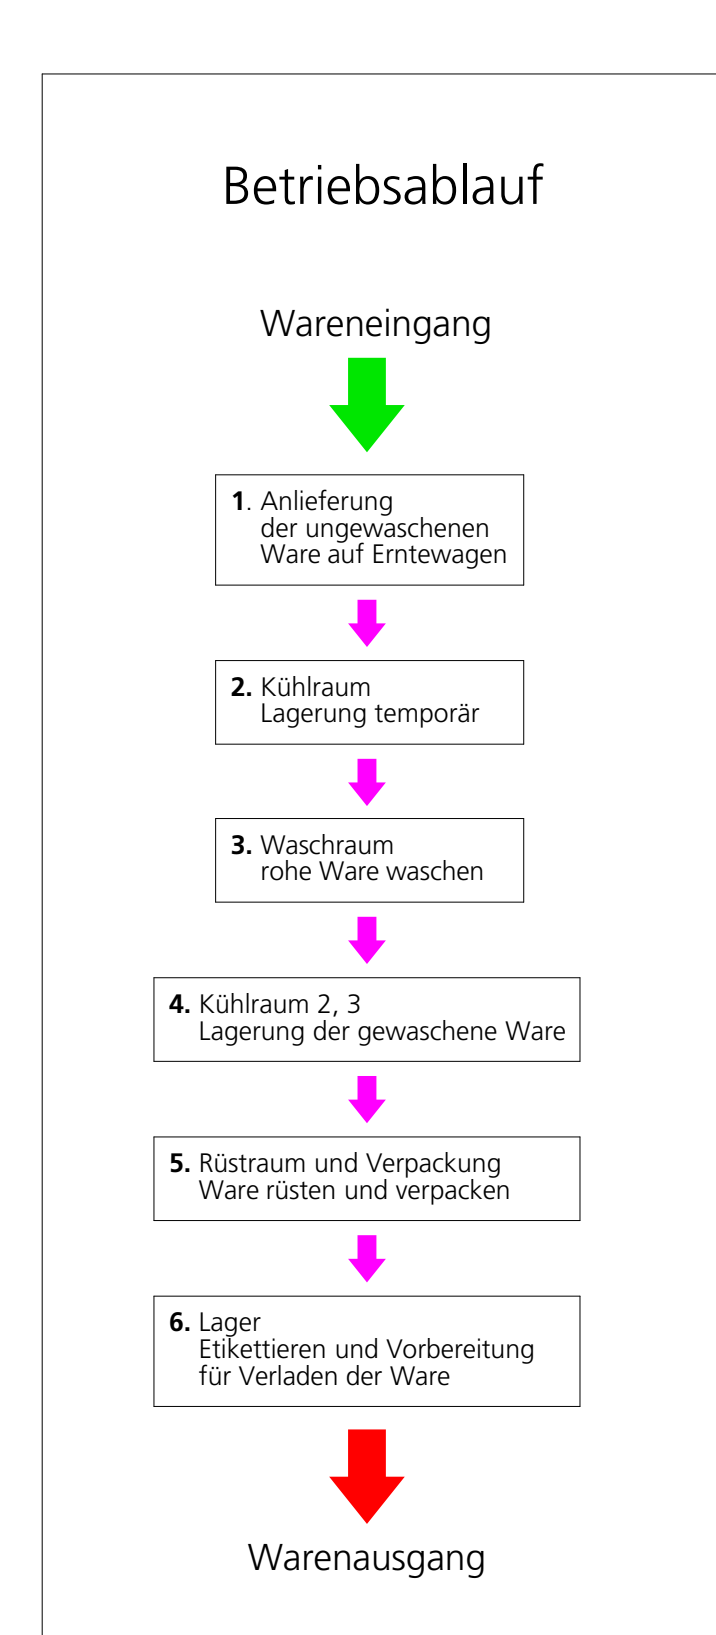 Betriebsablauf
Wareneingang
1. Anlieferung
der ungewaschenen
Ware auf Erntewagen
2. Kühlraum
Lagerung temporär
3. Waschraum
rohe Ware waschen
4. Kühlraum 2, 3
Lagerung der gewaschene Ware
5. Rüstraum und Verpackung
Ware rüsten und verpacken
6. Lager
Etikettieren und Vorbereitung
für Verladen der Ware
Warenausgang